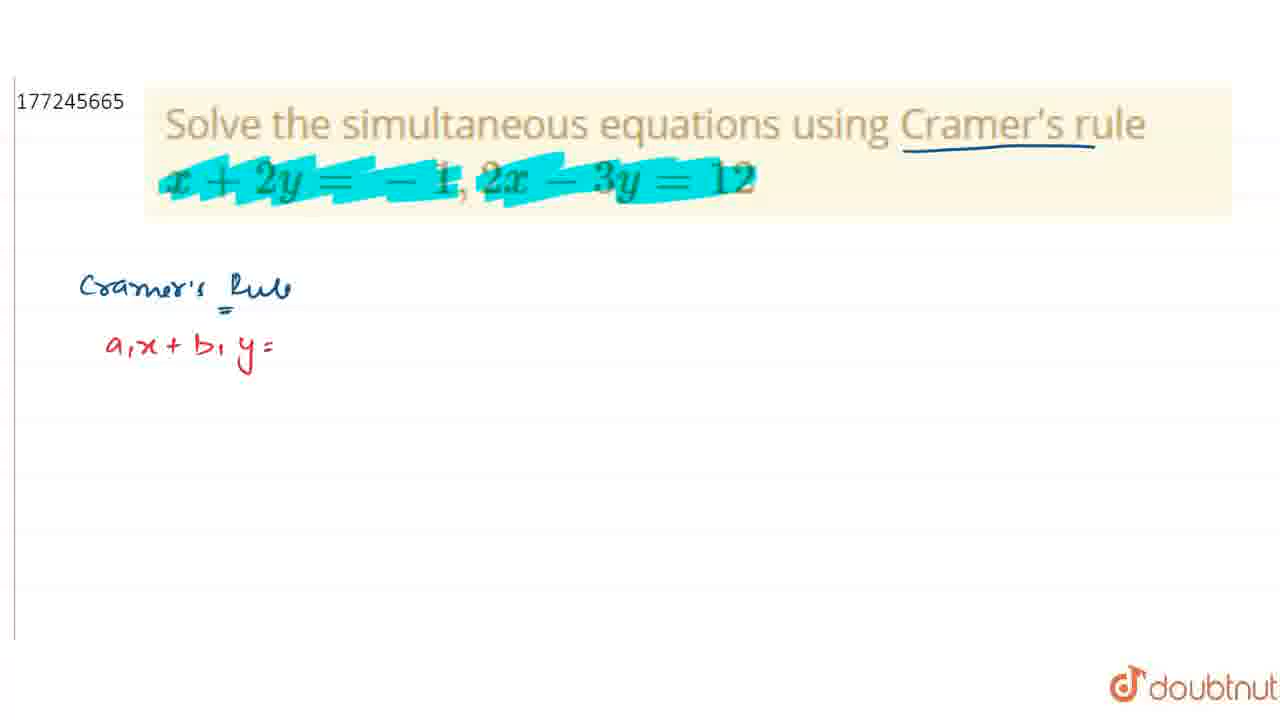 177245665
Solve the simultaneous equations using Cramer's rule
x + 2y = - 1, 2x - 3y = 12
Cramer's Rule
a₁x + b₁ y =
doubtnut